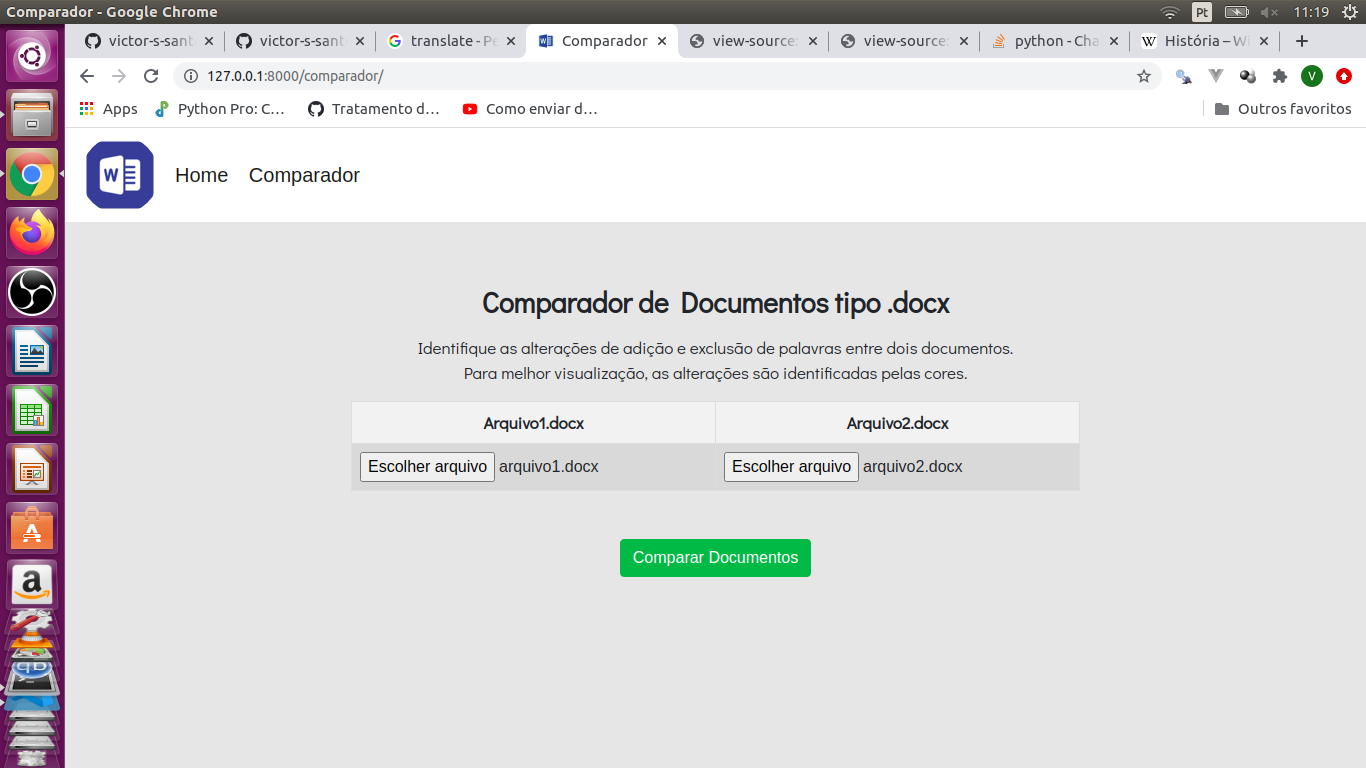 Comparador - Google Chrome
Pt
11:19
victor-s-sant
victor-s-sant
translate - Pe
Comparador
view-source:
view-source:
python - Cha
História – Wi
127.0.0.1:8000/comparador/
V
Apps
Python Pro: C…
Tratamento d…
Como enviar d…
Outros favoritos
W
Home
Comparador
Comparador de Documentos tipo .docx
Identifique as alterações de adição e exclusão de palavras entre dois documentos.
Para melhor visualização, as alterações são identificadas pelas cores.
Arquivo1.docx
Arquivo2.docx
Escolher arquivo arquivo1.docx
Escolher arquivo arquivo2.docx
Comparar Documentos